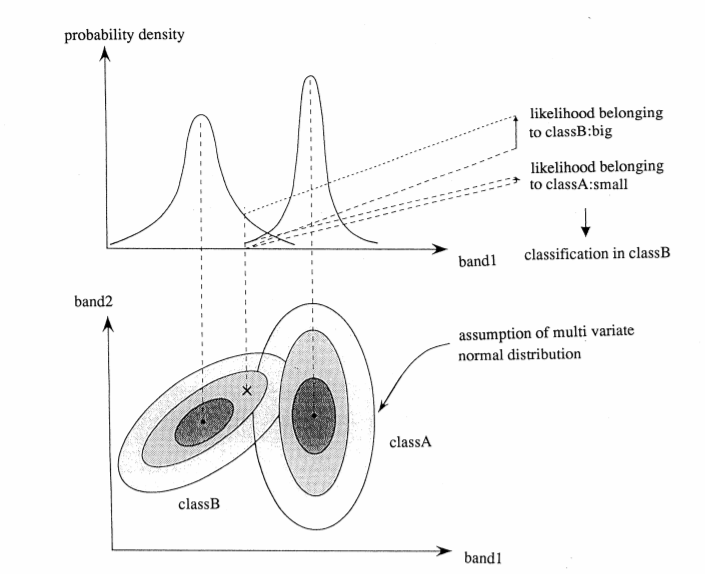 probability density
likelihood belonging
to classB:big
likelihood belonging
to classA:small
band1
classification in classB
band2
assumption of multi variate
normal distribution
classA
classB
band1